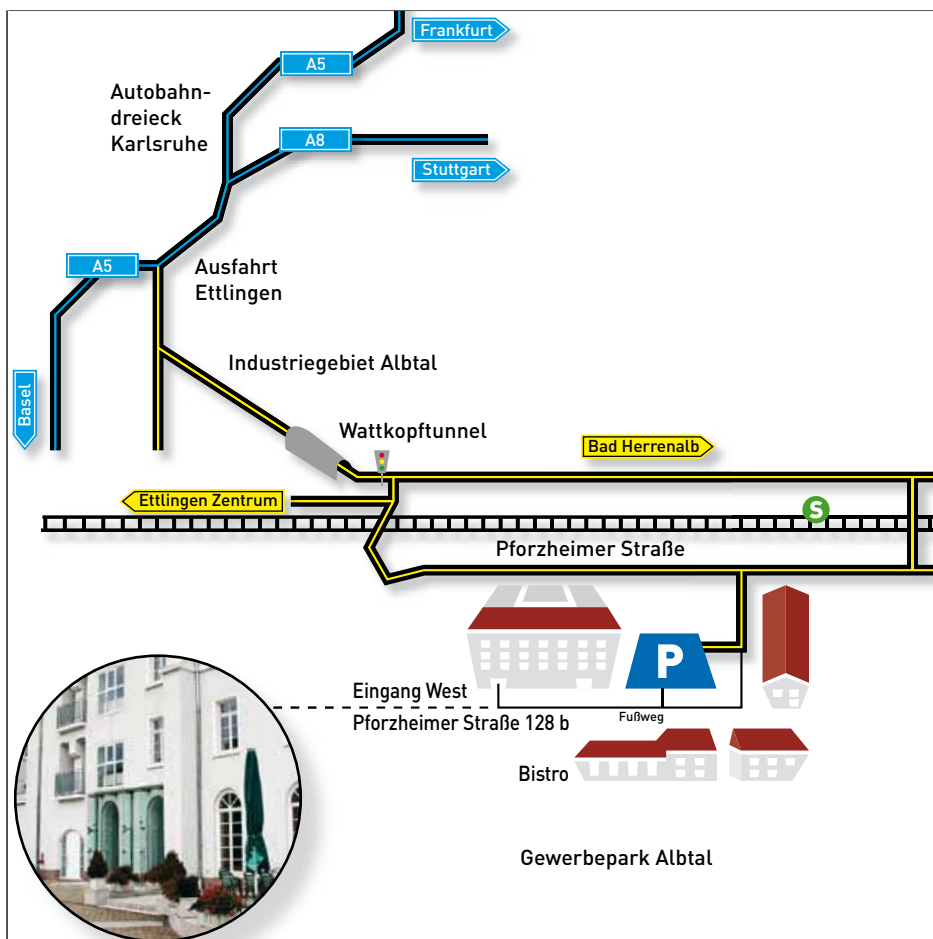 Frankfurt
A5
Autobahn-
dreieck
Karlsruhe
A8
Stuttgart
A5
Ausfahrt
Ettlingen
Industriegebiet Albtal
Basel
Wattkopftunnel
Bad Herrenalb
Ettlingen Zentrum
S
Pforzheimer Straße
P
Eingang West
Fußweg
Pforzheimer Straße 128 b
Bistro
Gewerbepark Albtal